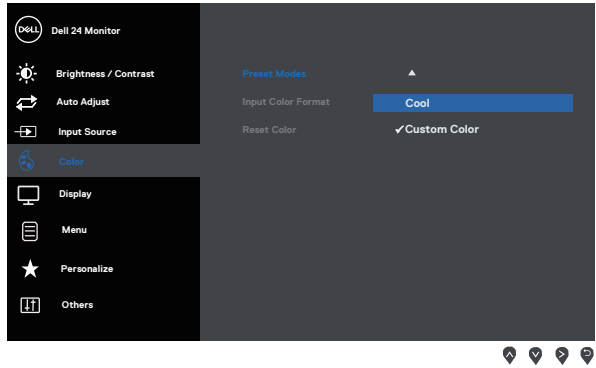 DELL
Dell 24 Monitor
Brightness / Contrast
Auto Adjust
Input Source
Color
Display
Menu
Personalize
Others
Preset Modes
Input Color Format
Reset Color
Cool
✔Custom Color